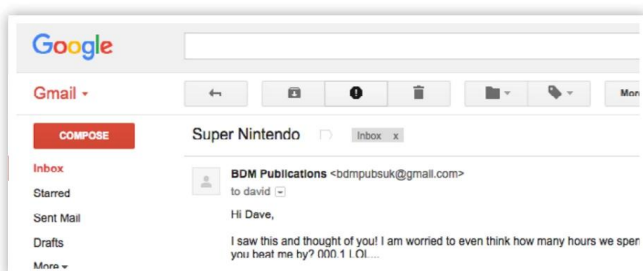 Google
Gmail
Mon
COMPOSE
Super Nintendo
Inbox x
Inbox
Starred
Sent Mail
Drafts
More
BDM Publications <bdmpubsuk@gmail.com>
to david
Hi Dave,
I saw this and thought of you! I am worried to even think how many hours we spen
you beat me by? 000.1 LOL...